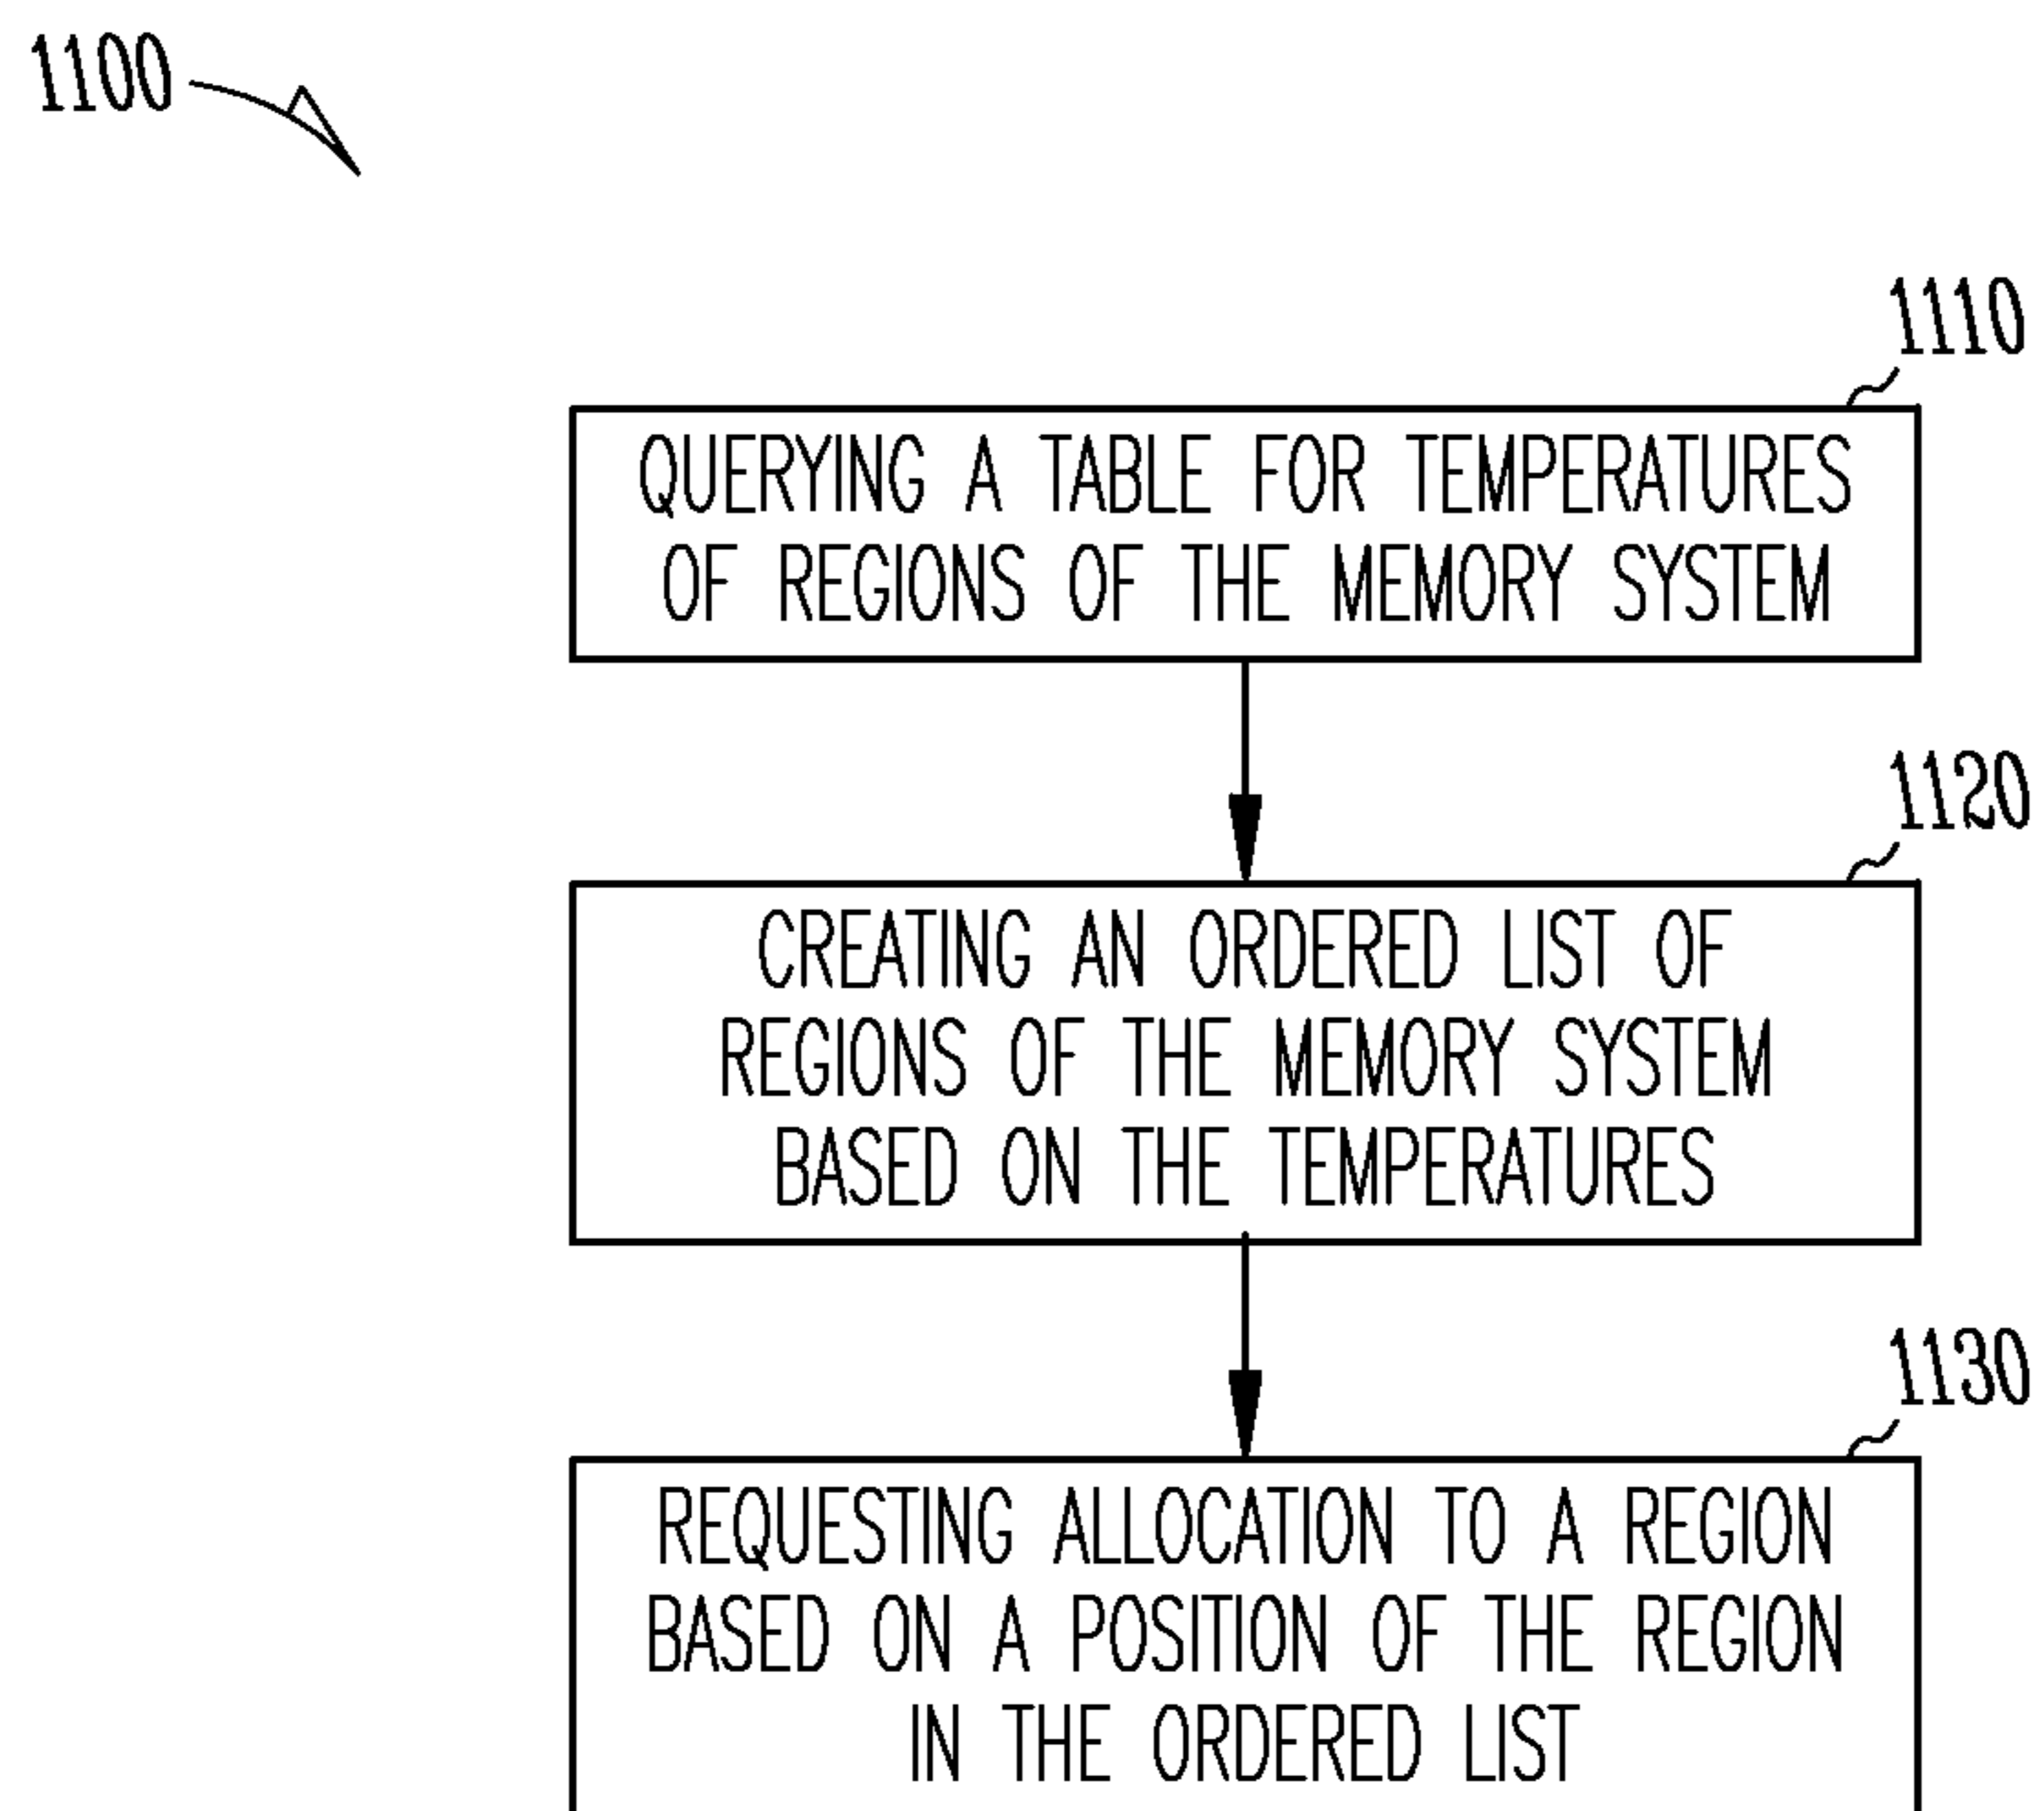 1100
1110
QUERYING A TABLE FOR TEMPERATURES
OF REGIONS OF THE MEMORY SYSTEM
1120
CREATING AN ORDERED LIST OF
REGIONS OF THE MEMORY SYSTEM
BASED ON THE TEMPERATURES
1130
REQUESTING ALLOCATION TO A REGION
BASED ON A POSITION OF THE REGION
IN THE ORDERED LIST